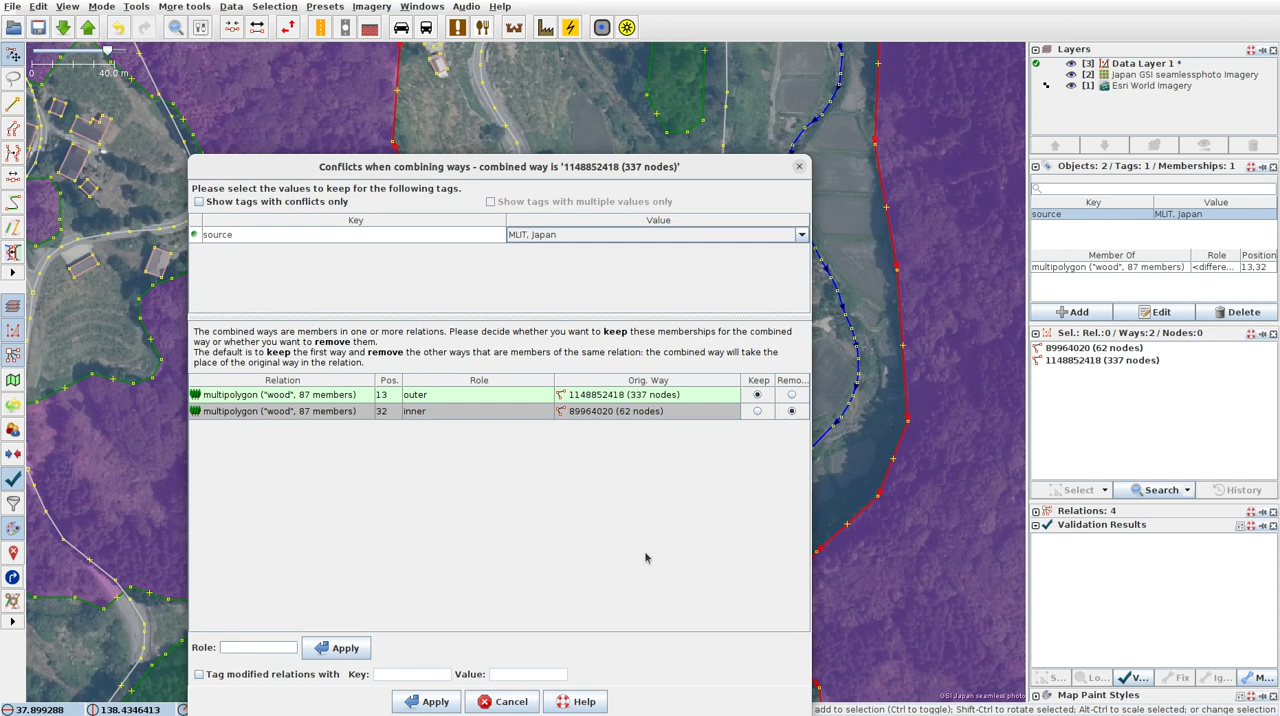 File Edit View Mode Tools More tools Data Selection Presets Imagery Windows Audio Help
0 40.0 m
Layers
[3] Data Layer 1 *
[2] Japan GSI seamlessphoto Imagery
[1] Esri World Imagery
Conflicts when combining ways - combined way is '1148852418 (337 nodes)'
Please select the values to keep for the following tags.
Show tags with conflicts only Show tags with multiple values only
Key Value
source MLIT, Japan
The combined ways are members in one or more relations. Please decide whether you want to keep these memberships for the combined
way or whether you want to remove them.
The default is to keep the first way and remove the other ways that are members of the same relation: the combined way will take the
place of the original way in the relation.
Relation Pos. Role Orig. Way Keep Remo...
multipolygon ("wood", 87 members) 13 outer 1148852418 (337 nodes)
multipolygon ("wood", 87 members) 32 inner 89964020 (62 nodes)
Role: Apply
Tag modified relations with Key: Value:
Apply Cancel Help
Objects: 2 / Tags: 1 / Memberships: 1
Key Value
source MLIT, Japan
Member Of Role Position
multipolygon ("wood", 87 members) <differe... 13,32
Add Edit Delete
Sel.: Rel.:0 / Ways:2 / Nodes:0
89964020 (62 nodes)
1148852418 (337 nodes)
Select Search History
Relations: 4
Validation Results
S... Lo... V... Fix Ig... M...
Map Paint Styles
GSI Japan seamless photo
37.899288 138.4346413 add to selection (Ctrl to toggle); Shift-Ctrl to rotate selected; Shift-Alt to scale selected; or change selection